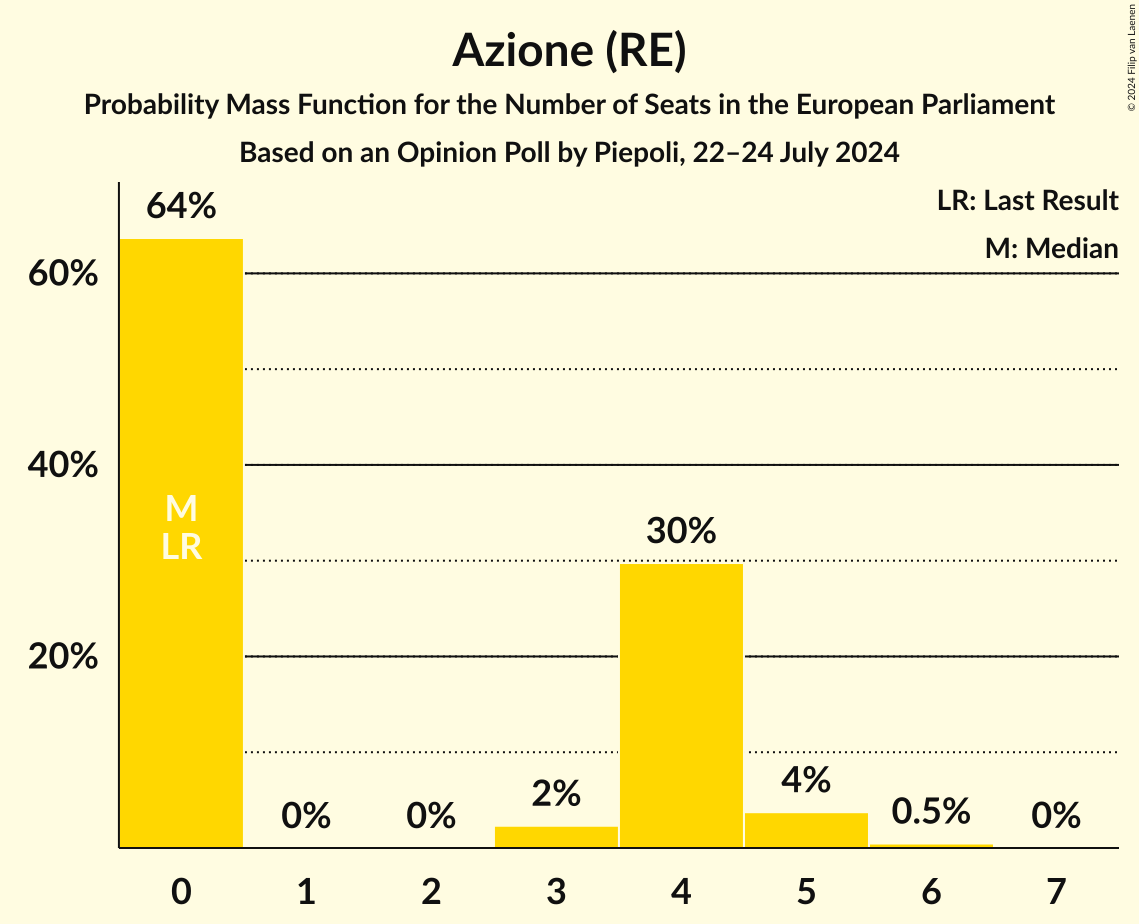 Azione (RE)
Probability Mass Function for the Number of Seats in the European Parliament
Based on an Opinion Poll by Piepoli, 22–24 July 2024
© 2024 Filip van Laenen
LR: Last Result
M: Median
64%
60%
40%
20%
M
LR
0%
0%
2%
30%
4%
0.5%
0%
0
1
2
3
4
5
6
7